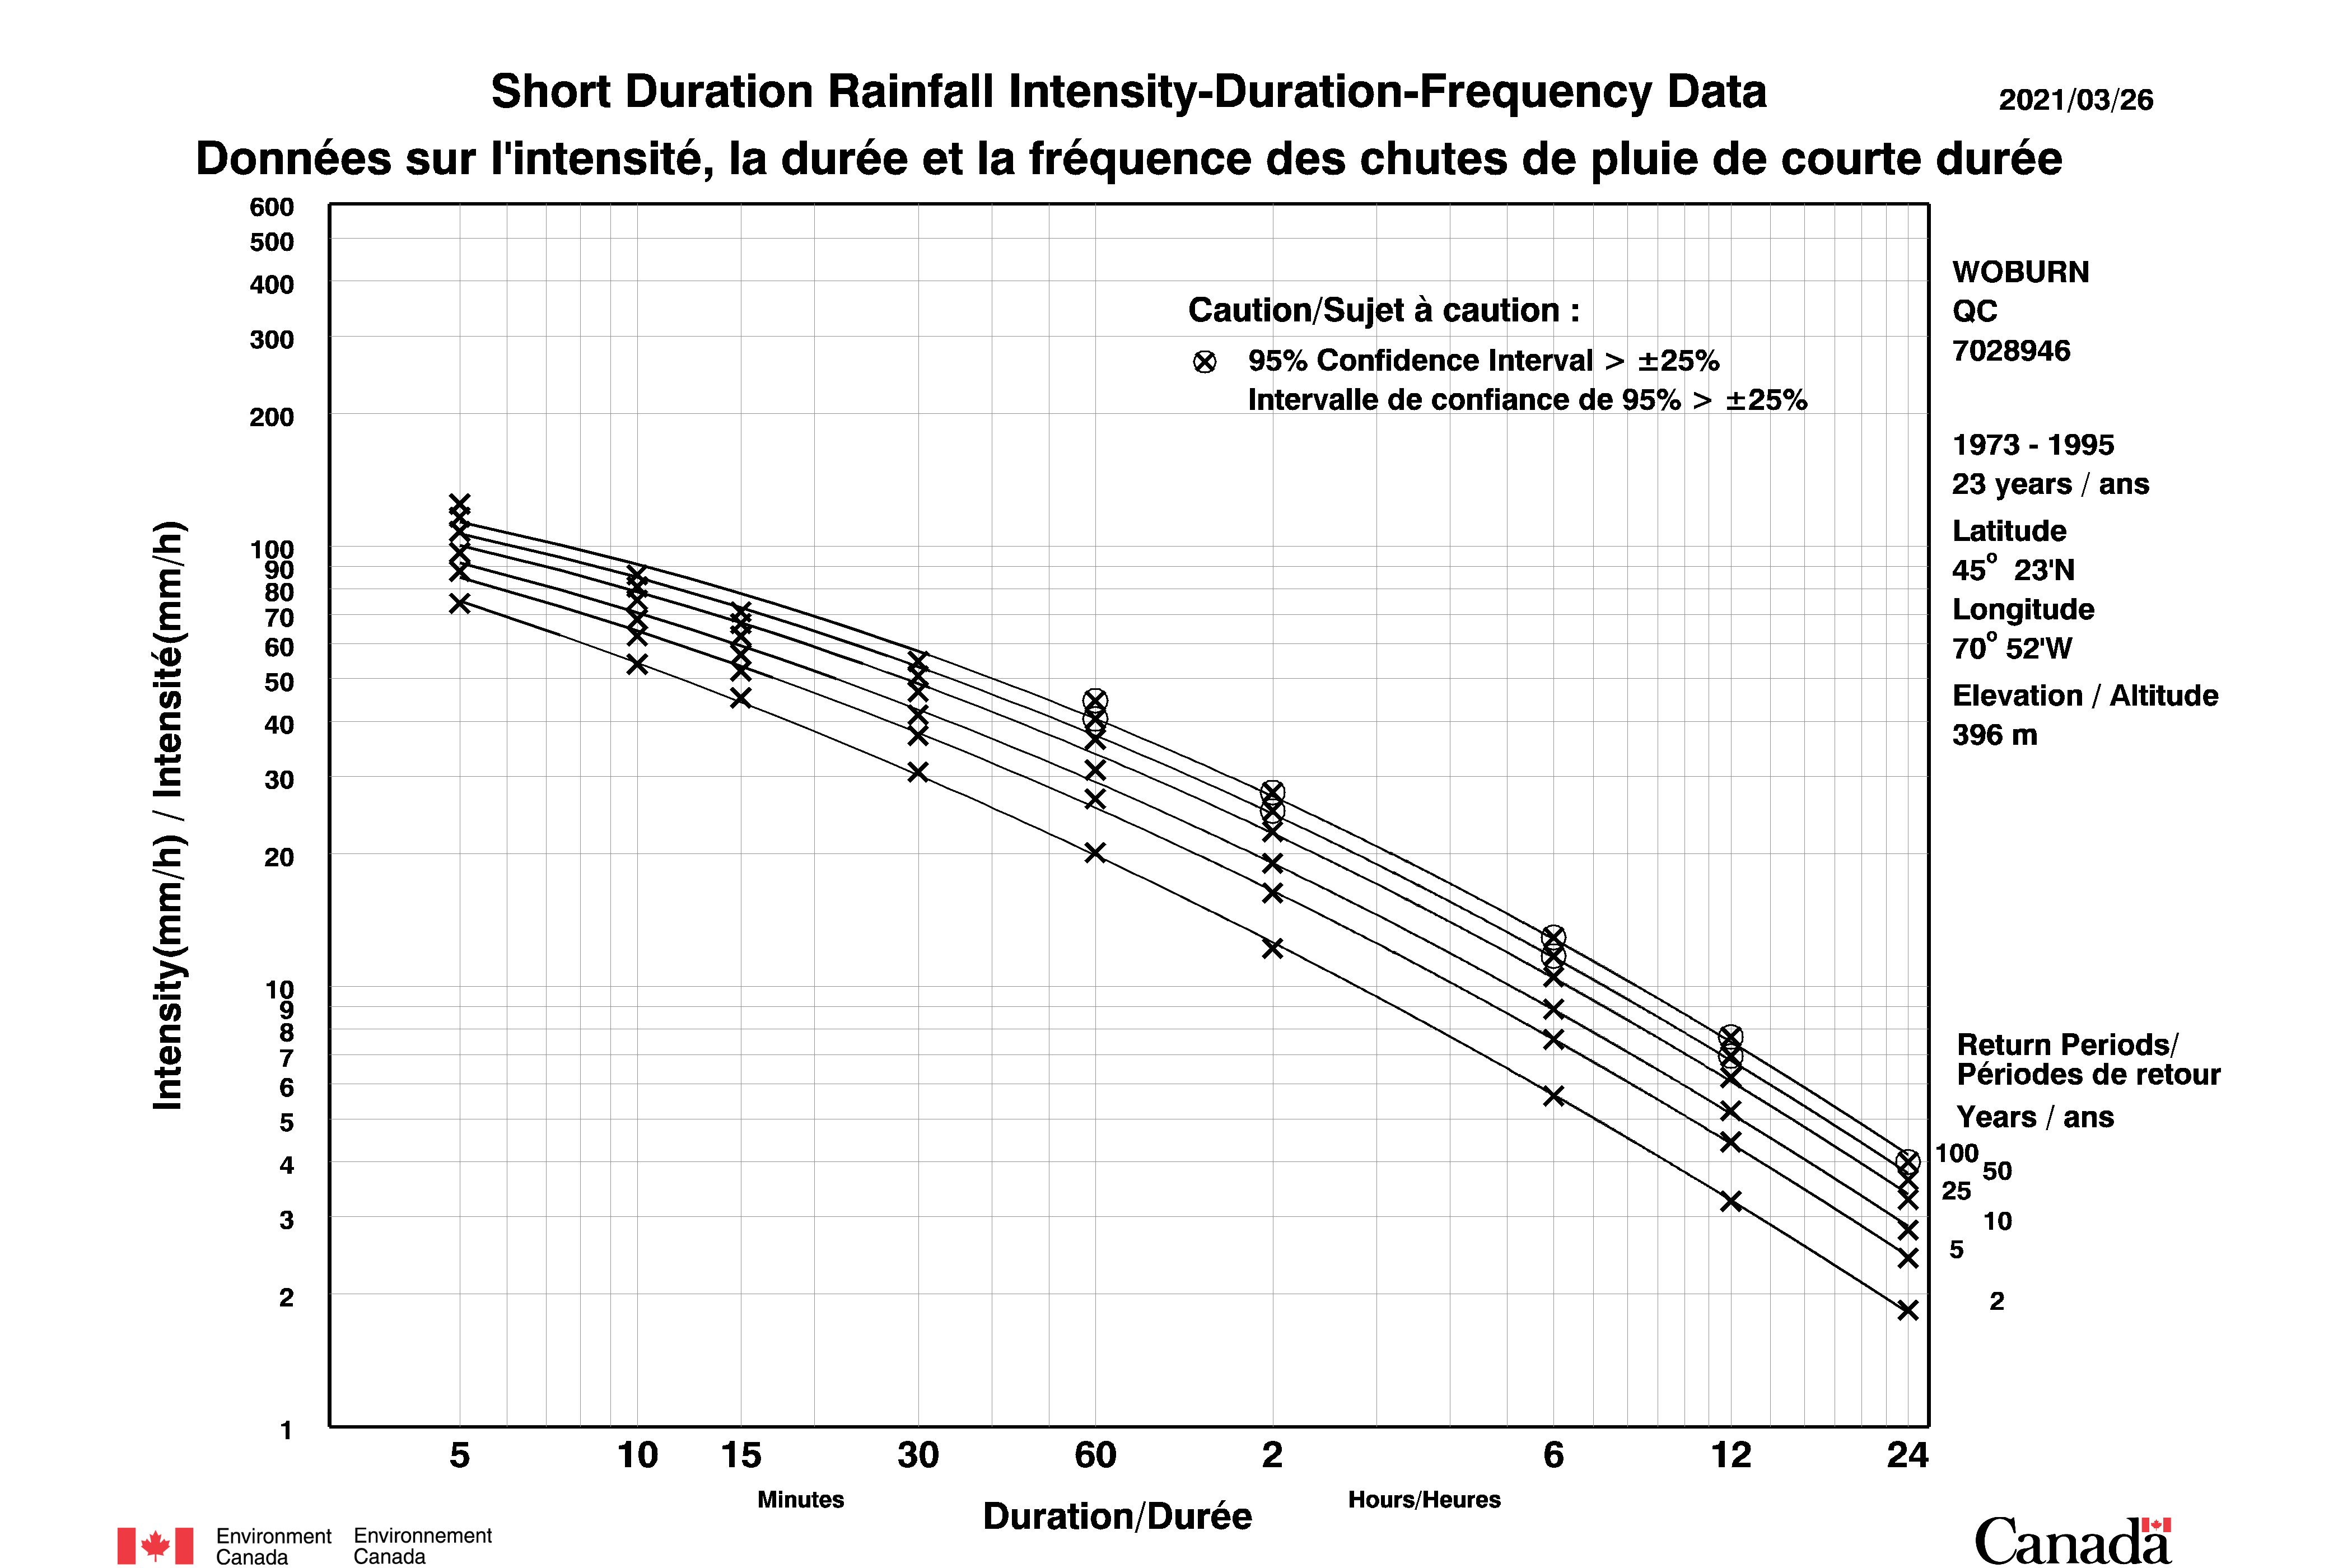 Short Duration Rainfall Intensity-Duration-Frequency Data
2021/03/26
Données sur l'intensité, la durée et la fréquence des chutes de pluie de courte durée
600
500
400
300
200
100
90
80
70
60
50
40
30
20
10
9
8
7
6
5
4
3
2
1
Intensity(mm/h) / Intensité(mm/h)
Caution/Sujet à caution :
95% Confidence Interval > ±25%
Intervalle de confiance de 95% > ±25%
WOBURN
QC
7028946
1973 - 1995
23 years / ans
Latitude
45° 23'N
Longitude
70° 52'W
Elevation / Altitude
396 m
Return Periods/
Périodes de retour
Years / ans
100
50
25
10
5
2
5 10 15 30 60 2 6 12 24
Minutes
Hours/Heures
Duration/Durée
Environment Environnement
Canada Canada
Canada